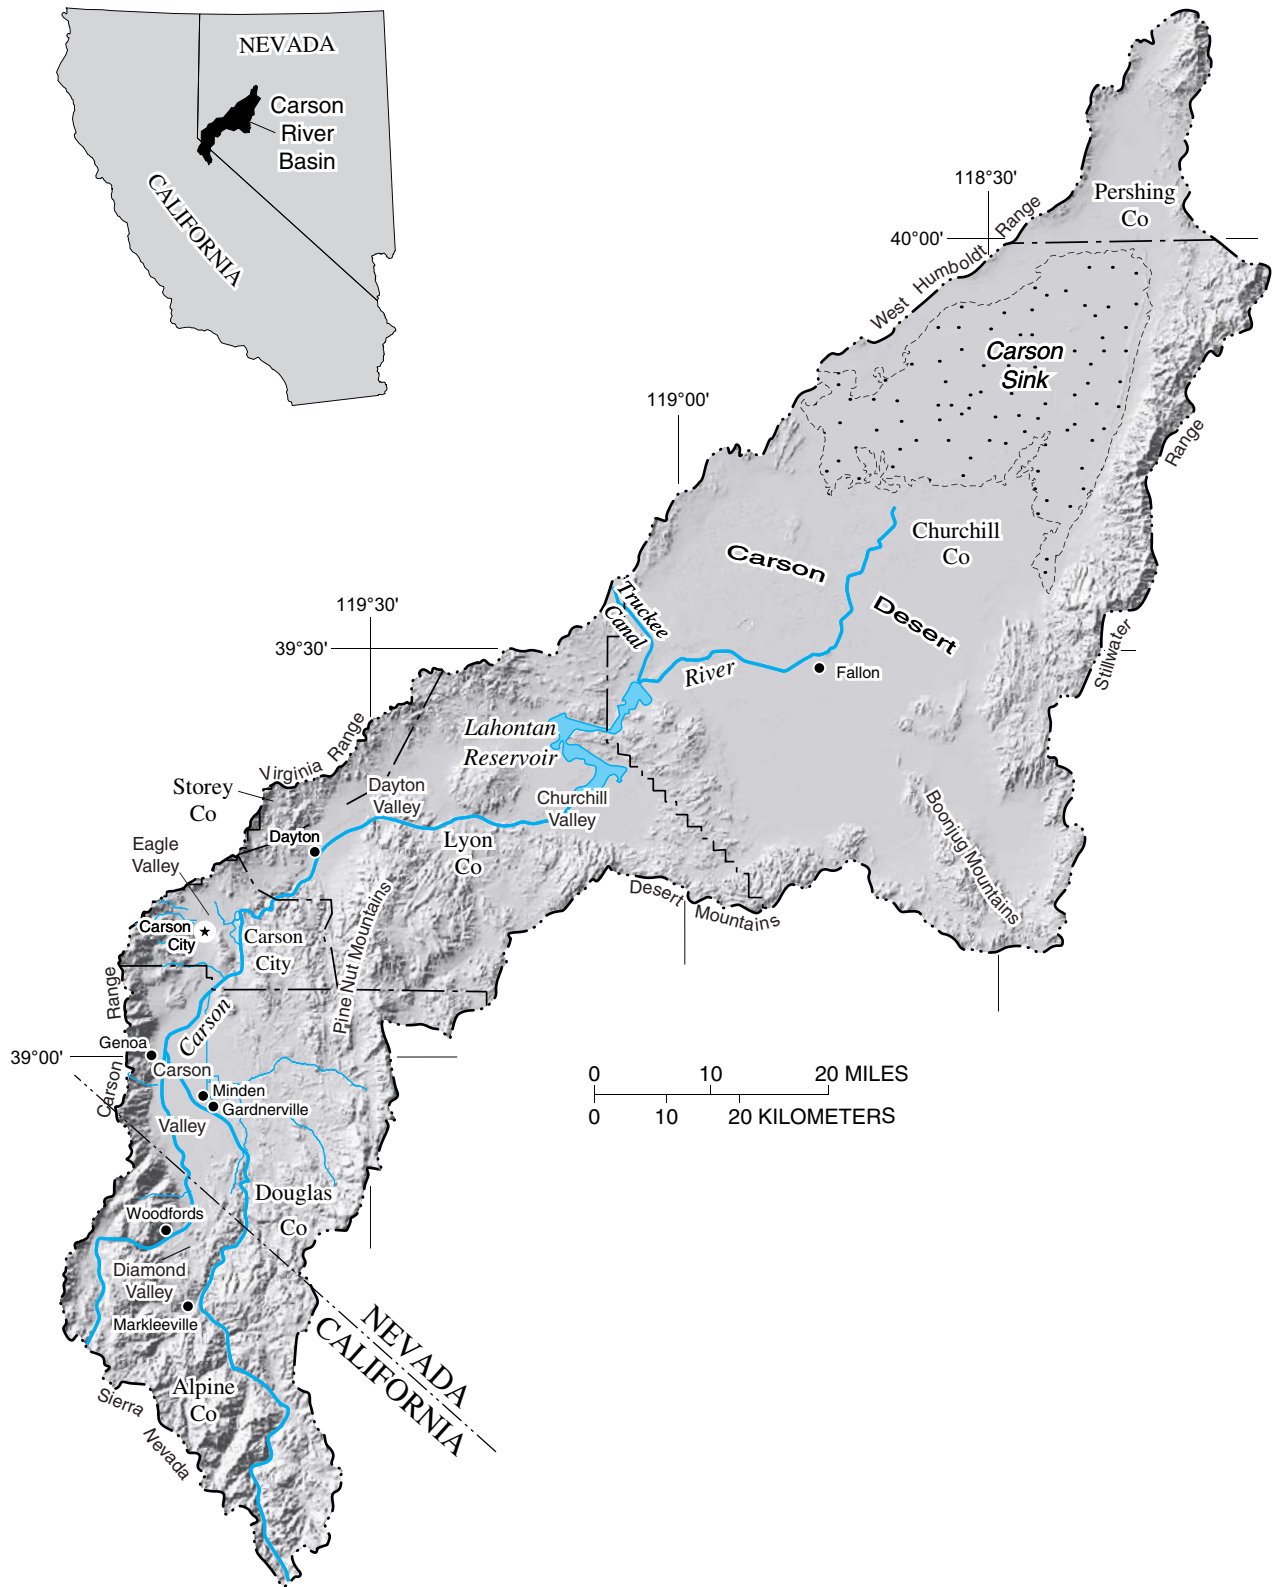 NEVADA
Carson
River
Basin
CALIFORNIA
118°30'
Pershing
Co
40°00'
West Humboldt Range
Carson
Sink
119°00'
Range
Churchill
Co
Carson
Desert
Truckee
Canal
119°30'
39°30'
Stillwater
River
Fallon
Lahontan
Reservoir
Virginia Range
Storey
Co
Dayton
Valley
Churchill
Valley
Boonjug Mountains
Dayton
Lyon
Co
Eagle
Valley
Desert Mountains
Pine Nut Mountains
Carson
City
Carson
City
Range
Carson
39°00'
Genoa
Carson
Carson
Minden
Gardnerville
Valley
0 10 20 MILES
0 10 20 KILOMETERS
Douglas
Co
Woodfords
Diamond
Valley
Markleeville
NEVADA
CALIFORNIA
Alpine
Co
Sierra
Nevada